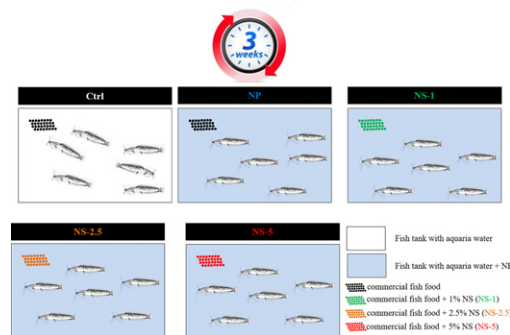 3
weeks
Ctrl
NP
NS-1
NS-2.5
NS-5
Fish tank with aquaria water
Fish tank with aquaria water + NP
commercial fish food
commercial fish food + 1% NS (NS-1)
commercial fish food + 2.5% NS (NS-2.5)
commercial fish food + 5% NS (NS-5)